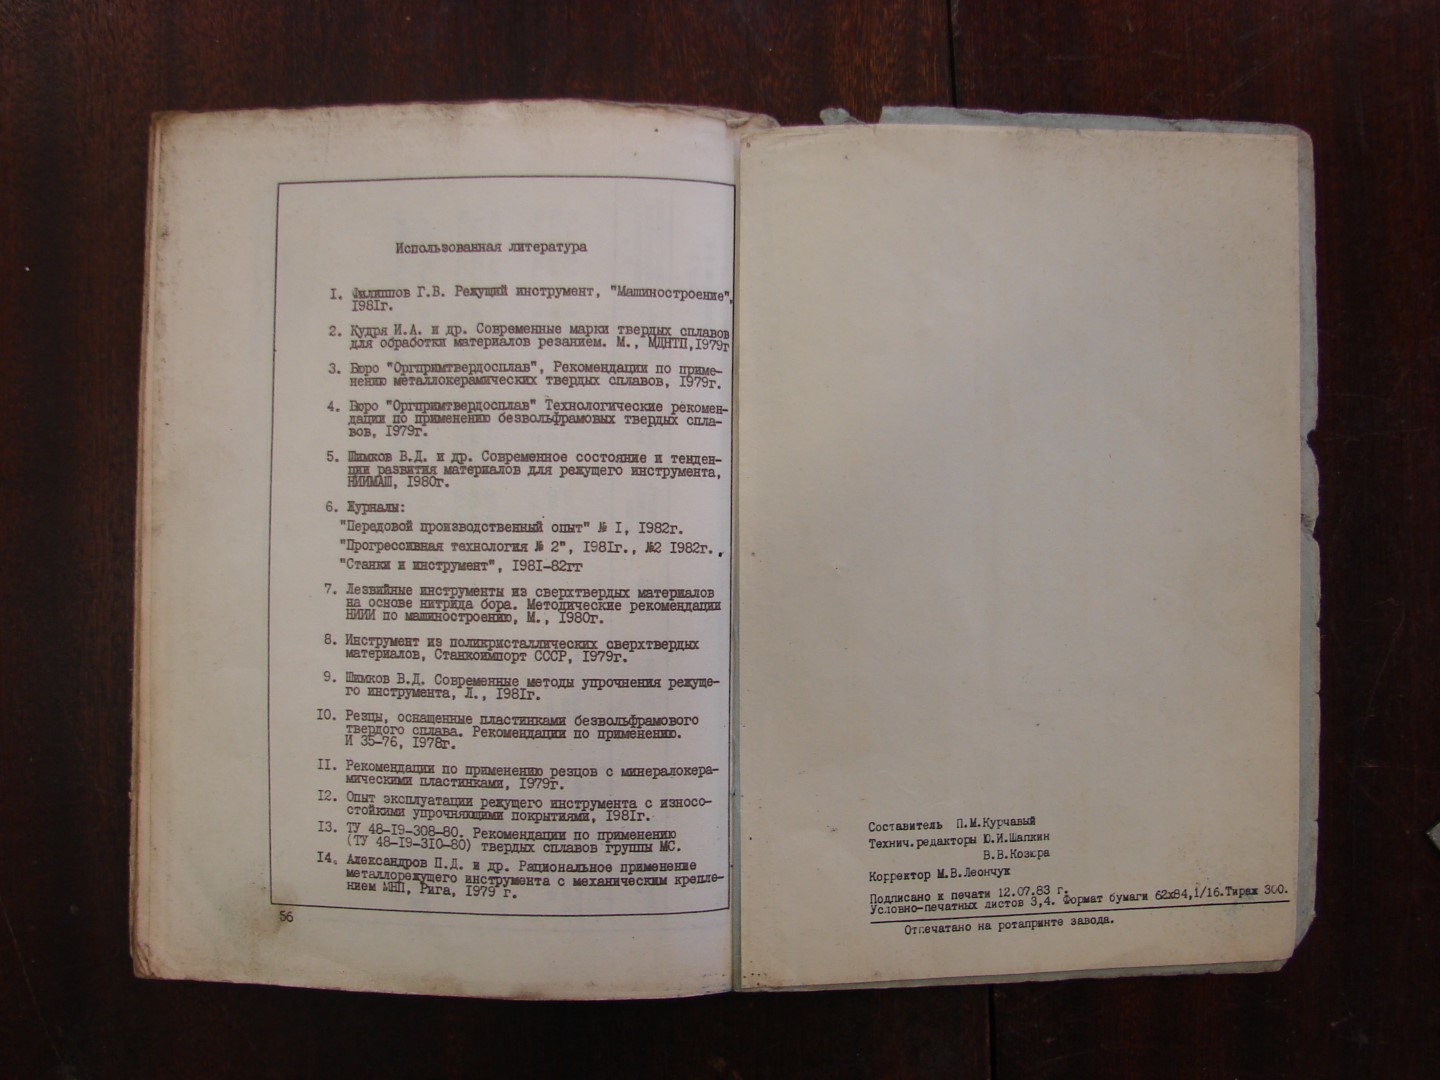 Использованная литература
I. Филиппов Г.В. Режущий инструмент, "Машиностроение",
I98Iг.
2. Кудря И.А. и др. Современные марки твердых сплавов
для обработки материалов резанием. М., МДНТП,I979г
3. Бюро "Оргпримтвердосплав", Рекомендации по приме-
нению металлокерамических твердых сплавов, I979г.
4. Бюро "Оргпримтвердосплав" Технологические рекомен-
дации по применению безвольфрамовых твердых спла-
вов, I979г.
5. Шимков В.Д. и др. Современное состояние и тенден-
ции развития материалов для режущего инструмента,
НИИМАШ, I980г.
6. Журналы:
"Передовой производственный опыт" № I, I982г.
"Прогрессивная технология № 2", I98Iг., №2 I982г.,
"Станки и инструмент", I98I-82гг
7. Лезвийные инструменты из сверхтвердых материалов
на основе нитрида бора. Методические рекомендации
НИИИ по машиностроению, М., I980г.
8. Инструмент из поликристаллических сверхтвердых
материалов, Станкоимпорт СССР, I979г.
9. Шимков В.Д. Современные методы упрочнения режуще-
го инструмента, Л., I98Iг.
IO. Резцы, оснащенные пластинками безвольфрамового
твердого сплава. Рекомендации по применению.
И 35-76, I978г.
II. Рекомендации по применению резцов с минералокера-
мическими пластинками, I979г.
I2. Опыт эксплуатации режущего инструмента с износо-
стойкими упрочняющими покрытиями, I98Iг.
I3. ТУ 48-I9-308-80. Рекомендации по применению
(ТУ 48-I9-3I0-80) твердых сплавов группы МС.
I4. Александров П.Д. и др. Рациональное применение
металлорежущего инструмента с механическим крепле-
нием МНП, Рига, I979 г.
56
Составитель П.М.Курчавый
Технич.редакторы Ю.И.Шапкин
В.В.Козыра
Корректор М.В.Леончук
Подписано к печати 12.07.83 г.
Условно-печатных листов 3,4. Формат бумаги 62x84,1/16.Тираж 300.
Отпечатано на ротапринте завода.